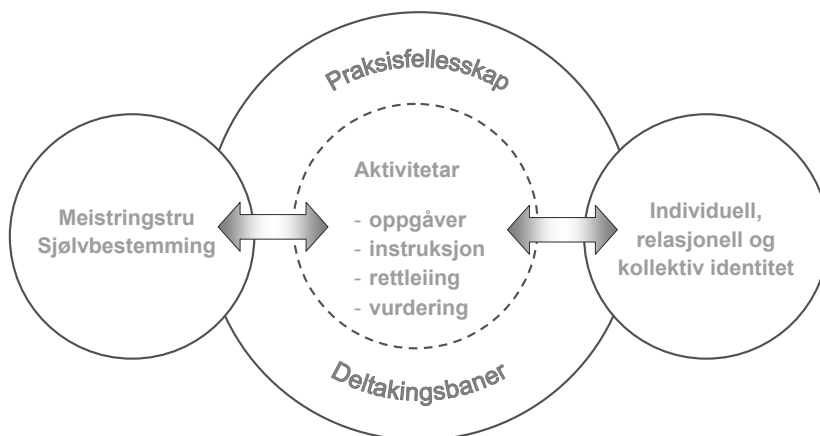 Praksisfellesskap
Meistringstru
Sjølvbestemming
Aktivitetar
- oppgåver
- instruksjon
- rettleiing
- vurdering
Individuell,
relasjonell og
kollektiv identitet
Deltakingsbaner